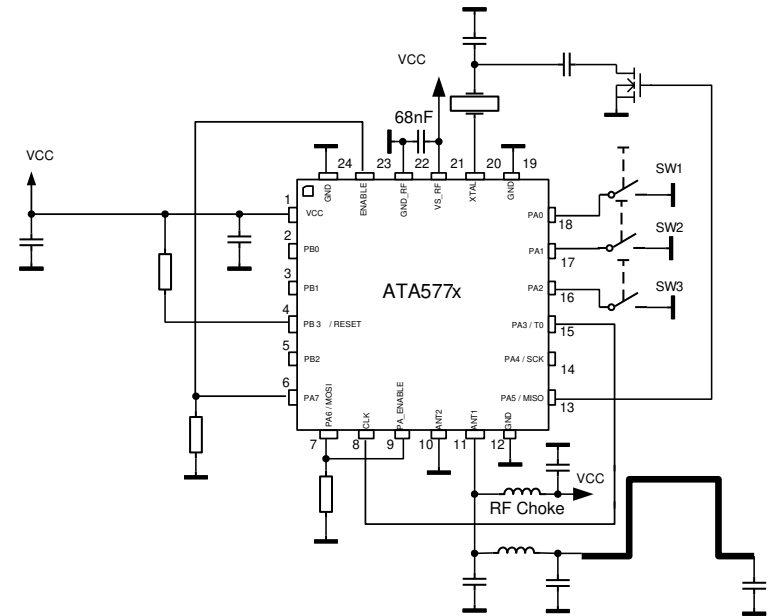 VCC
68nF
VCC
24
23
22
21
20
19
GND
ENABLE
GND_RF
VS_RF
XTAL
GND
1
VCC
2
PB0
3
PB1
4
PB 3 / RESET
5
PB2
6
PA7
ATA577x
PA0
18
PA1
17
PA2
16
PA3 / T0
15
PA4 / SCK
14
PA5 / MISO
13
SW1
SW2
SW3
PA6 / MOSI
CLK
PA_ENABLE
ANT2
ANT1
GND
7
8
9
10
11
12
VCC
RF Choke